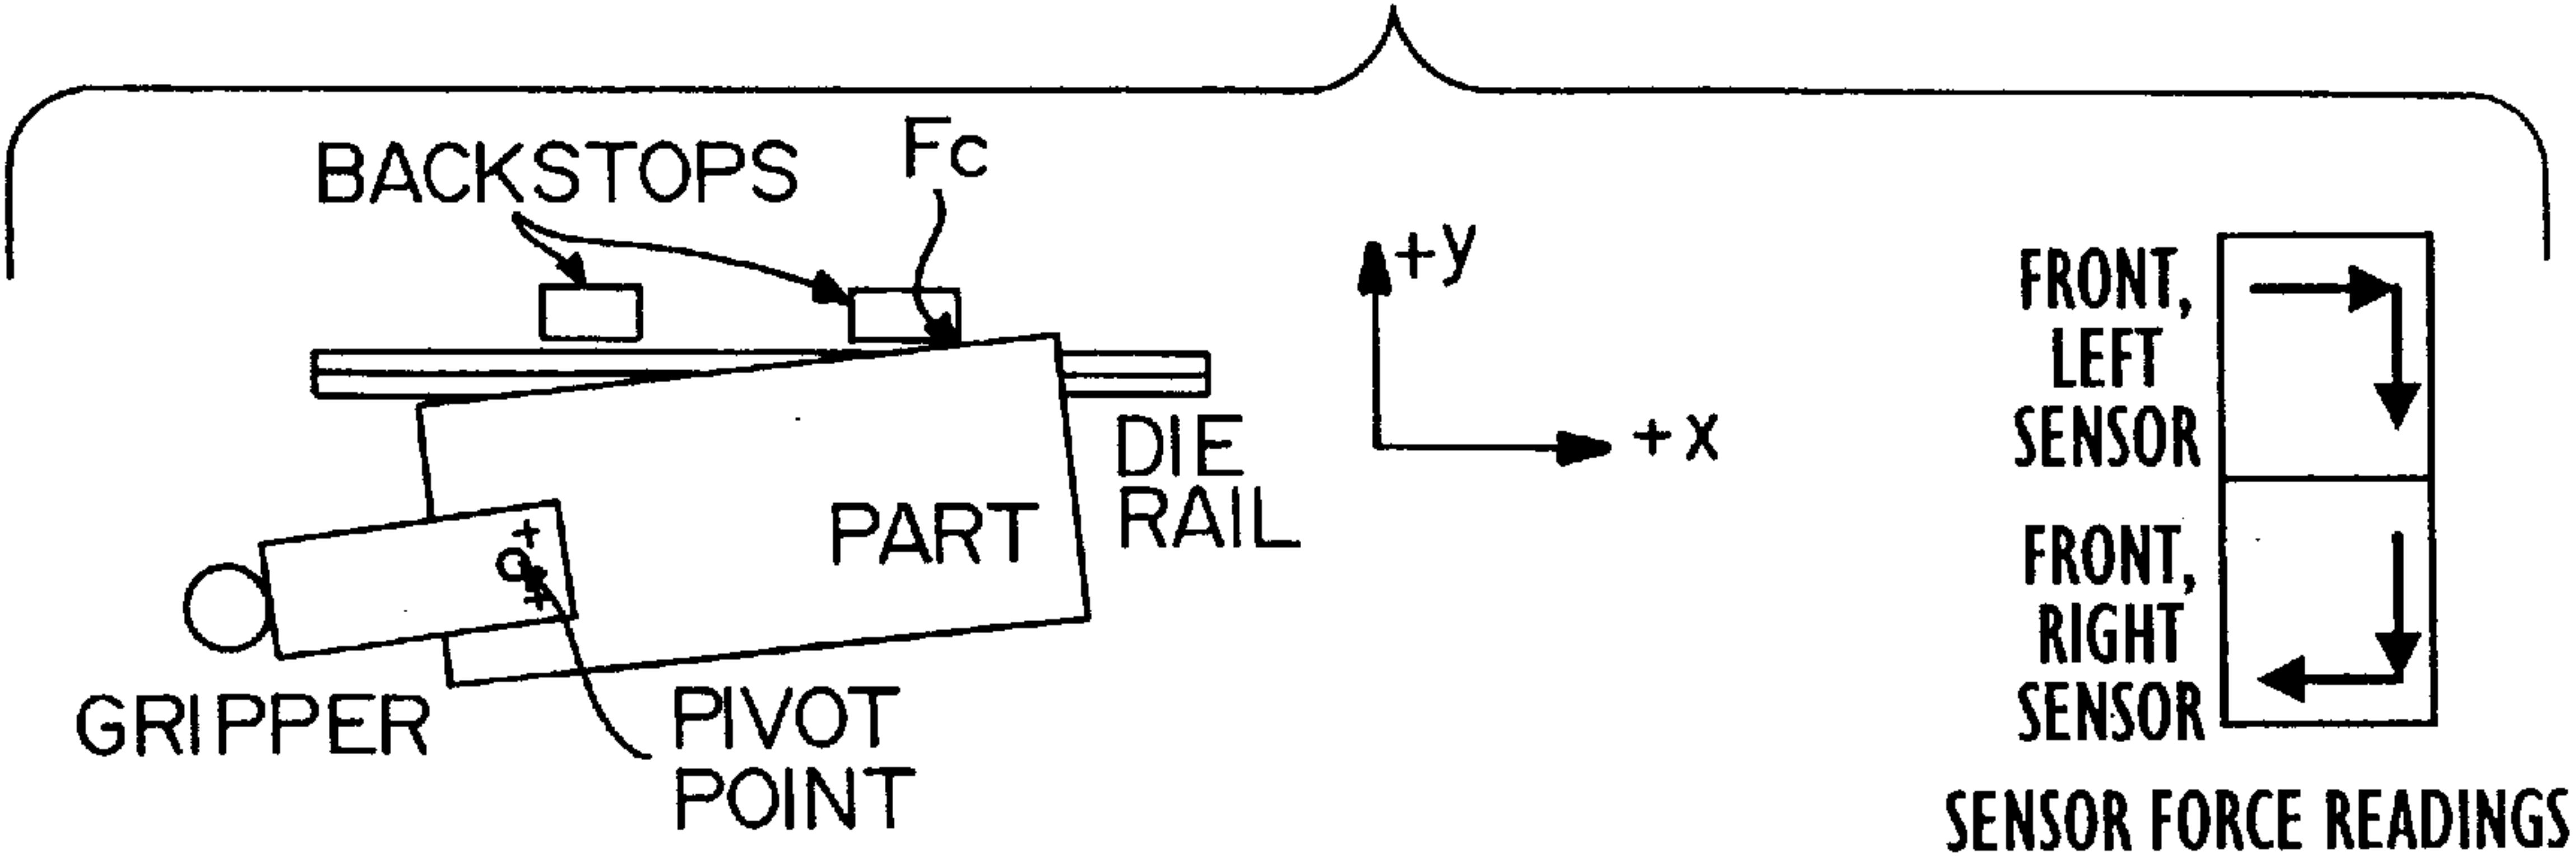 BACKSTOPS
Fc
+y
+x
DIE
RAIL
PART
GRIPPER
PIVOT
POINT
FRONT,
LEFT
SENSOR
FRONT,
RIGHT
SENSOR
SENSOR FORCE READINGS